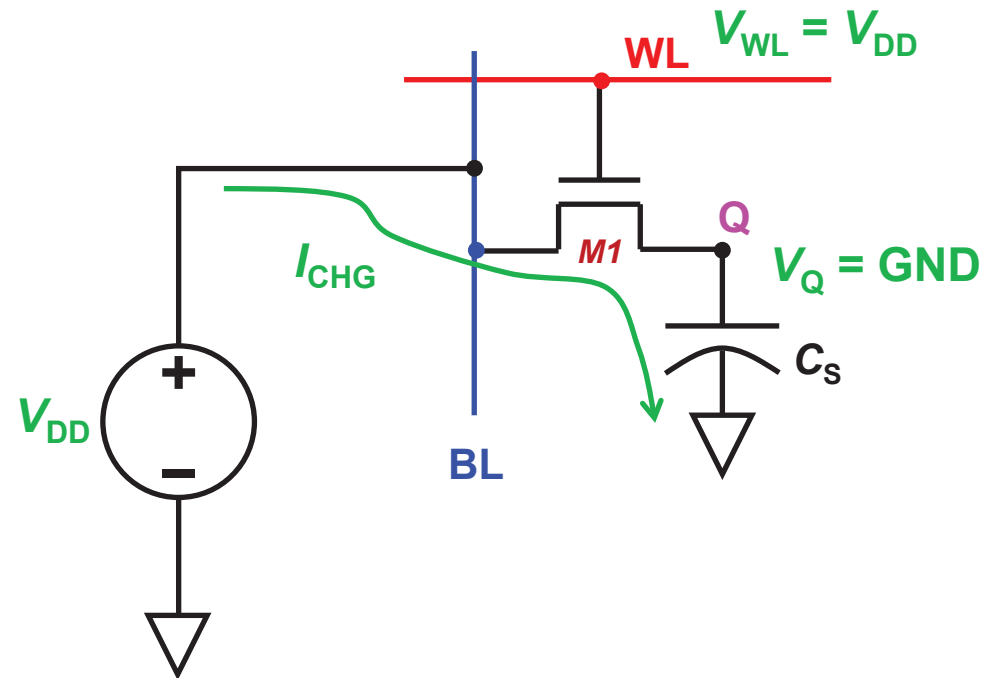 V_WL = V_DD
WL
Q
M1
V_Q = GND
I_CHG
C_S
+
V_DD
−
BL